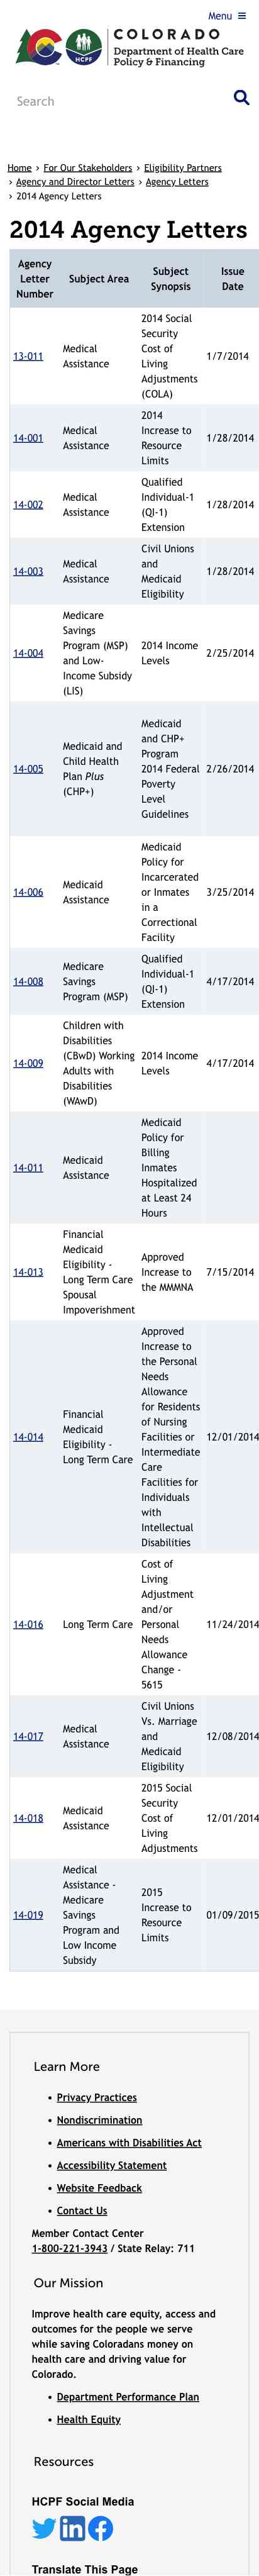 Menu ≡
COLORADO
Department of Health Care
Policy & Financing
HCPF
Search
Home › For Our Stakeholders › Eligibility Partners
› Agency and Director Letters › Agency Letters
› 2014 Agency Letters
2014 Agency Letters
Agency
Letter
Number
Subject Area
Subject
Synopsis
Issue
Date
13-011
Medical
Assistance
2014 Social
Security
Cost of
Living
Adjustments
(COLA)
1/7/2014
14-001
Medical
Assistance
2014
Increase to
Resource
Limits
1/28/2014
14-002
Medical
Assistance
Qualified
Individual-1
(QI-1)
Extension
1/28/2014
14-003
Medical
Assistance
Civil Unions
and
Medicaid
Eligibility
1/28/2014
14-004
Medicare
Savings
Program (MSP)
and Low-
Income Subsidy
(LIS)
2014 Income
Levels
2/25/2014
14-005
Medicaid and
Child Health
Plan Plus
(CHP+)
Medicaid
and CHP+
Program
2014 Federal
Poverty
Level
Guidelines
2/26/2014
14-006
Medicaid
Assistance
Medicaid
Policy for
Incarcerated
or Inmates
in a
Correctional
Facility
3/25/2014
14-008
Medicare
Savings
Program (MSP)
Qualified
Individual-1
(QI-1)
Extension
4/17/2014
14-009
Children with
Disabilities
(CBwD) Working
Adults with
Disabilities
(WAwD)
2014 Income
Levels
4/17/2014
14-011
Medicaid
Assistance
Medicaid
Policy for
Billing
Inmates
Hospitalized
at Least 24
Hours
14-013
Financial
Medicaid
Eligibility -
Long Term Care
Spousal
Impoverishment
Approved
Increase to
the MMMNA
7/15/2014
14-014
Financial
Medicaid
Eligibility -
Long Term Care
Approved
Increase to
the Personal
Needs
Allowance
for Residents
of Nursing
Facilities or
Intermediate
Care
Facilities for
Individuals
with
Intellectual
Disabilities
12/01/2014
14-016
Long Term Care
Cost of
Living
Adjustment
and/or
Personal
Needs
Allowance
Change -
5615
11/24/2014
14-017
Medical
Assistance
Civil Unions
Vs. Marriage
and
Medicaid
Eligibility
12/08/2014
14-018
Medicaid
Assistance
2015 Social
Security
Cost of
Living
Adjustments
12/01/2014
14-019
Medical
Assistance -
Medicare
Savings
Program and
Low Income
Subsidy
2015
Increase to
Resource
Limits
01/09/2015
Learn More
• Privacy Practices
• Nondiscrimination
• Americans with Disabilities Act
• Accessibility Statement
• Website Feedback
• Contact Us
Member Contact Center
1-800-221-3943 / State Relay: 711
Our Mission
Improve health care equity, access and
outcomes for the people we serve
while saving Coloradans money on
health care and driving value for
Colorado.
• Department Performance Plan
• Health Equity
Resources
HCPF Social Media
Translate This Page